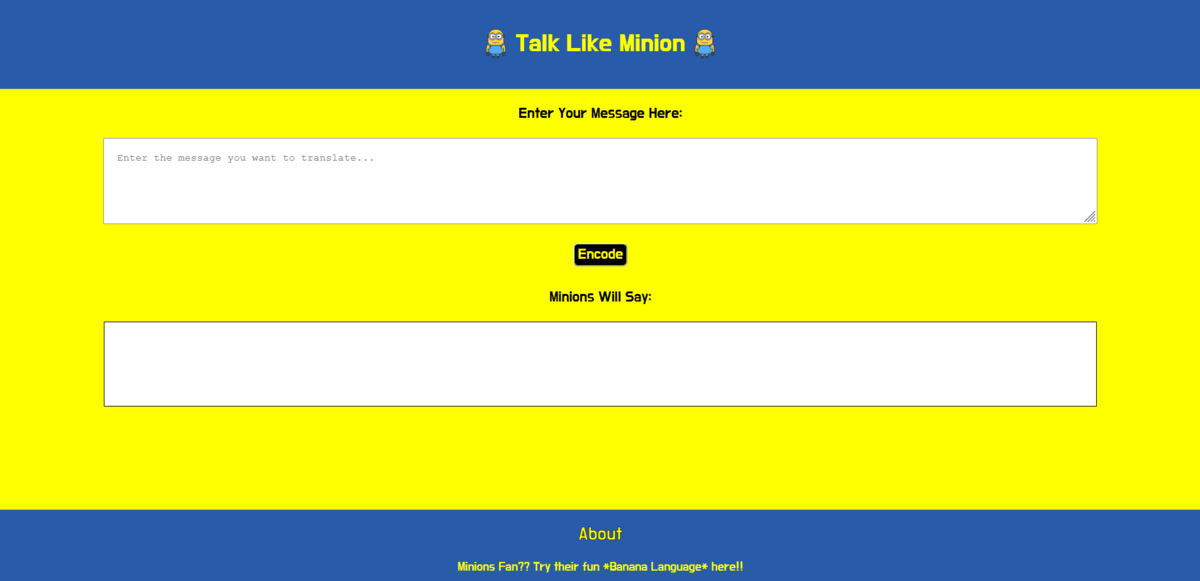 Talk Like Minion
Enter Your Message Here:
Enter the message you want to translate...
Encode
Minions Will Say:
About
Minions Fan?? Try their fun *Banana Language* here!!